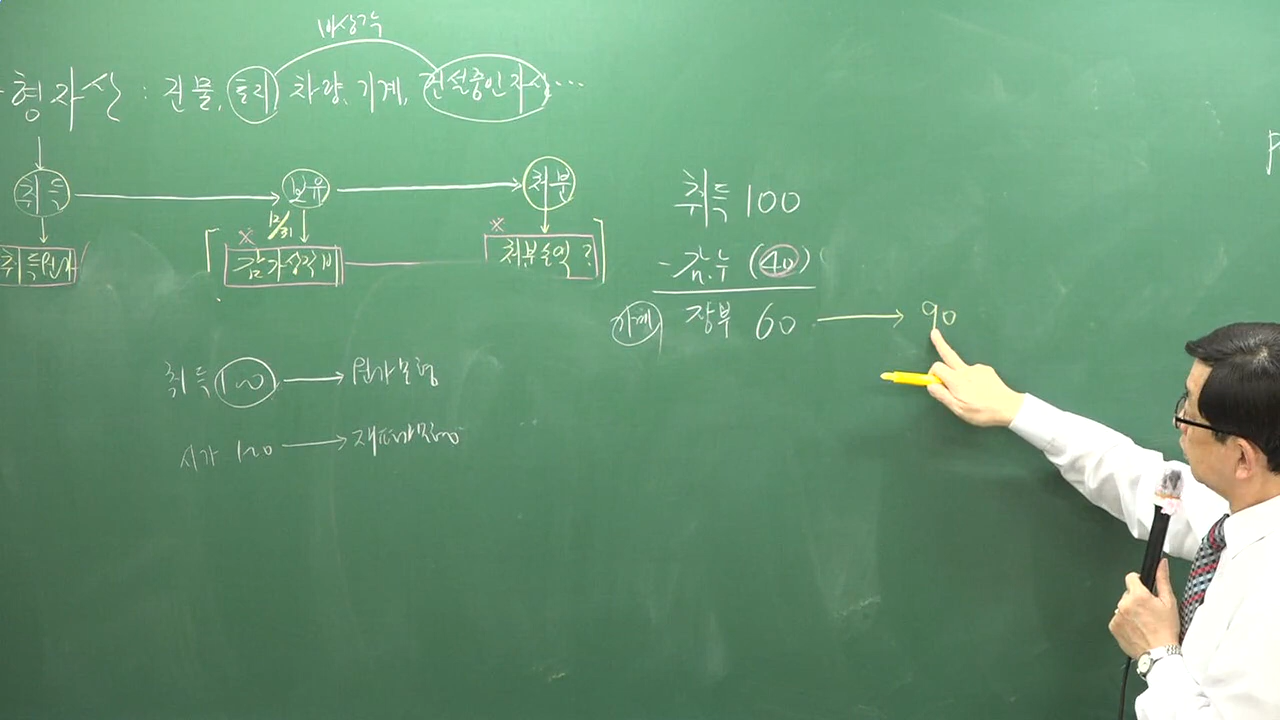 비상각
형자산 : 건물, 토지, 차량, 기계, 건설중인자산...
취득 보유 처분
12/31
취득원가 ※ 감가상각비 ※ 처분손익 ?
취득 100
- 감.누 (40)
가액 장부 60 → 90
취득 100 → 원가모형
시가 120 → 재평가모형
P